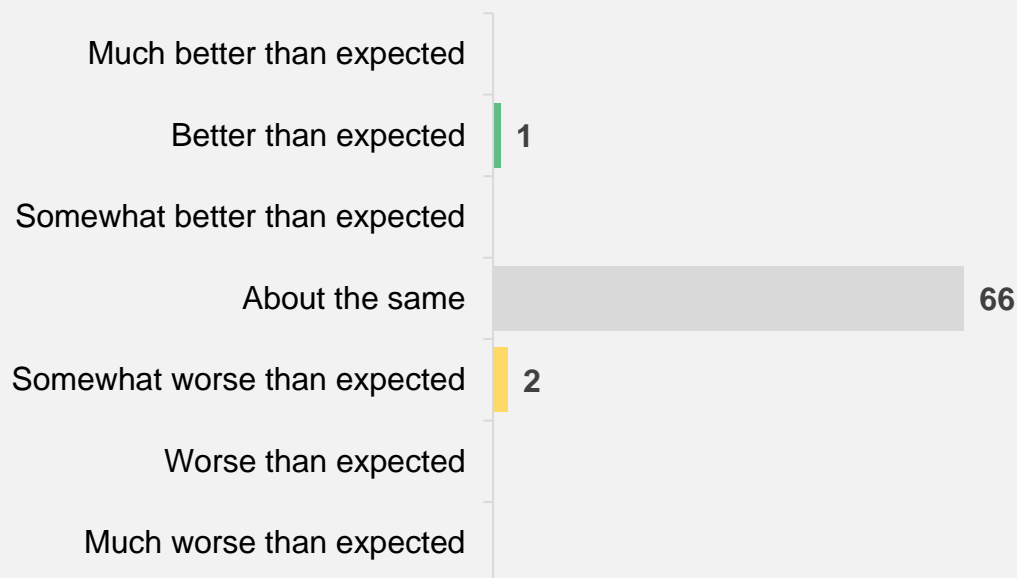 Much better than expected
Better than expected 1
Somewhat better than expected
About the same 66
Somewhat worse than expected 2
Worse than expected
Much worse than expected